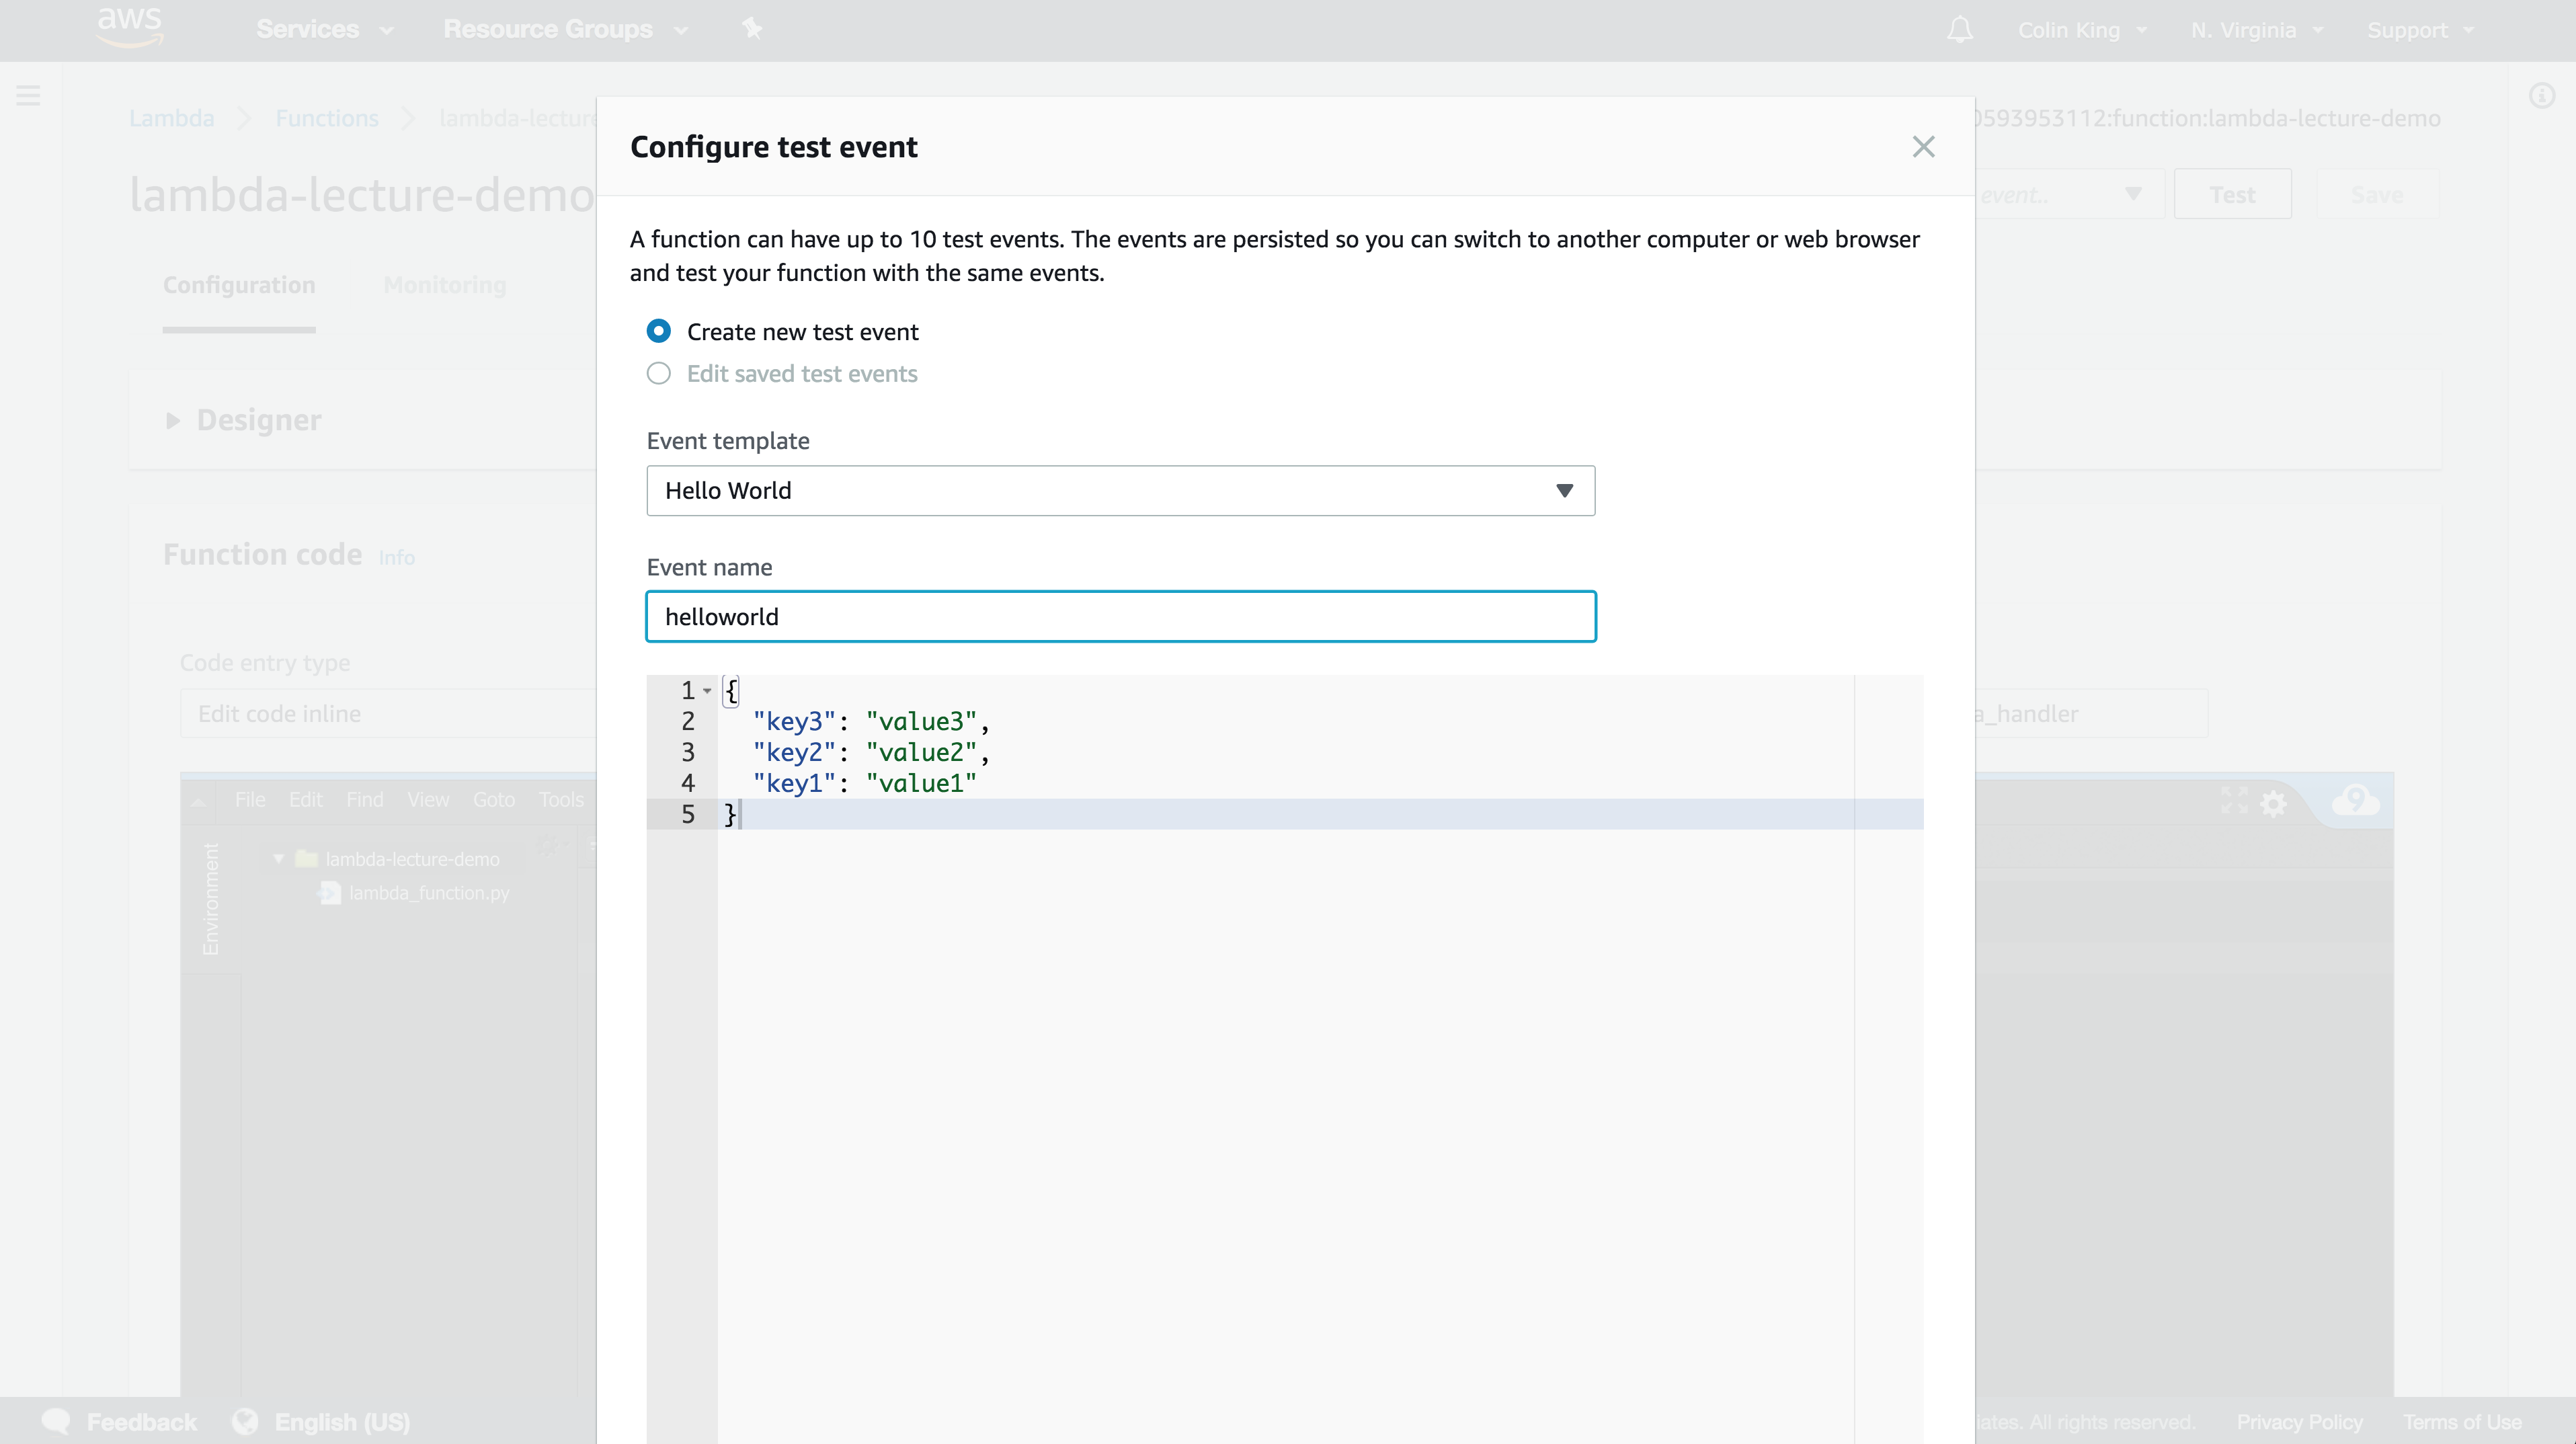 aws Services Resource Groups Colin King N. Virginia Support
Lambda Functions lambda-lecture
0593953112:function:lambda-lecture-demo
lambda-lecture-demo
event.. Test Save
Configuration Monitoring
Designer
Function code Info
Code entry type
Edit code inline
a_handler
File Edit Find View Goto Tools
Environment
lambda-lecture-demo
lambda_function.py
Configure test event
A function can have up to 10 test events. The events are persisted so you can switch to another computer or web browser
and test your function with the same events.
Create new test event
Edit saved test events
Event template
Hello World
Event name
helloworld
1 {
2 "key3": "value3",
3 "key2": "value2",
4 "key1": "value1"
5 }
Feedback English (US)
iates. All rights reserved. Privacy Policy Terms of Use